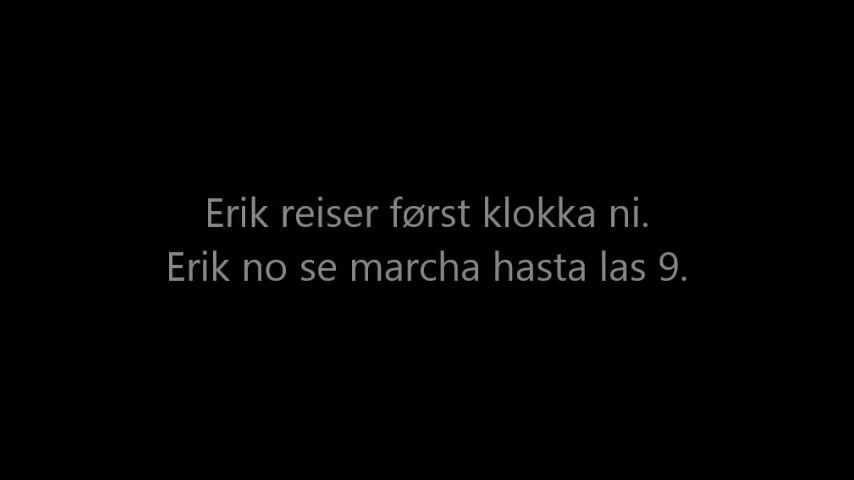 Erik reiser først klokka ni.
Erik no se marcha hasta las 9.